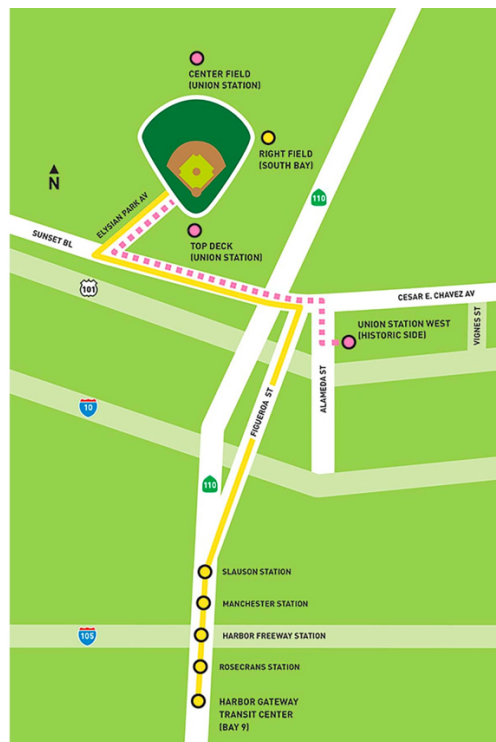 CENTER FIELD
(UNION STATION)
RIGHT FIELD
(SOUTH BAY)
N
ELYSIAN PARK AV
110
SUNSET BL
TOP DECK
(UNION STATION)
101
CESAR E. CHAVEZ AV
UNION STATION WEST
(HISTORIC SIDE)
VIGNES ST
ALAMEDA ST
10
FIGUEROA ST
110
SLAUSON STATION
MANCHESTER STATION
105
HARBOR FREEWAY STATION
ROSECRANS STATION
HARBOR GATEWAY
TRANSIT CENTER
(BAY 9)